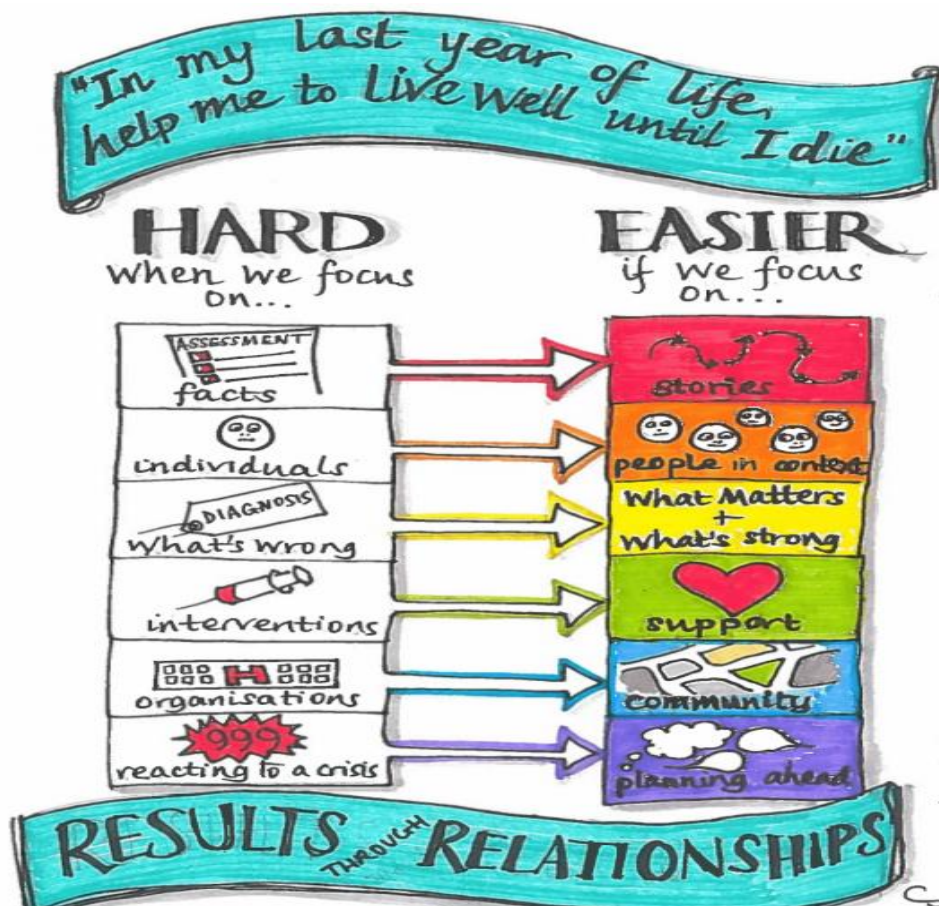 "In my last year of life,
help me to Live Well until I die"
HARD
when we focus
on...
EASIER
if we focus
on...
ASSESSMENT
facts
stories
individuals
people in context
DIAGNOSIS
what's wrong
What Matters
+
What's strong
interventions
support
H
organisations
community
999
reacting to a crisis
planning ahead
RESULTS THROUGH RELATIONSHIPS